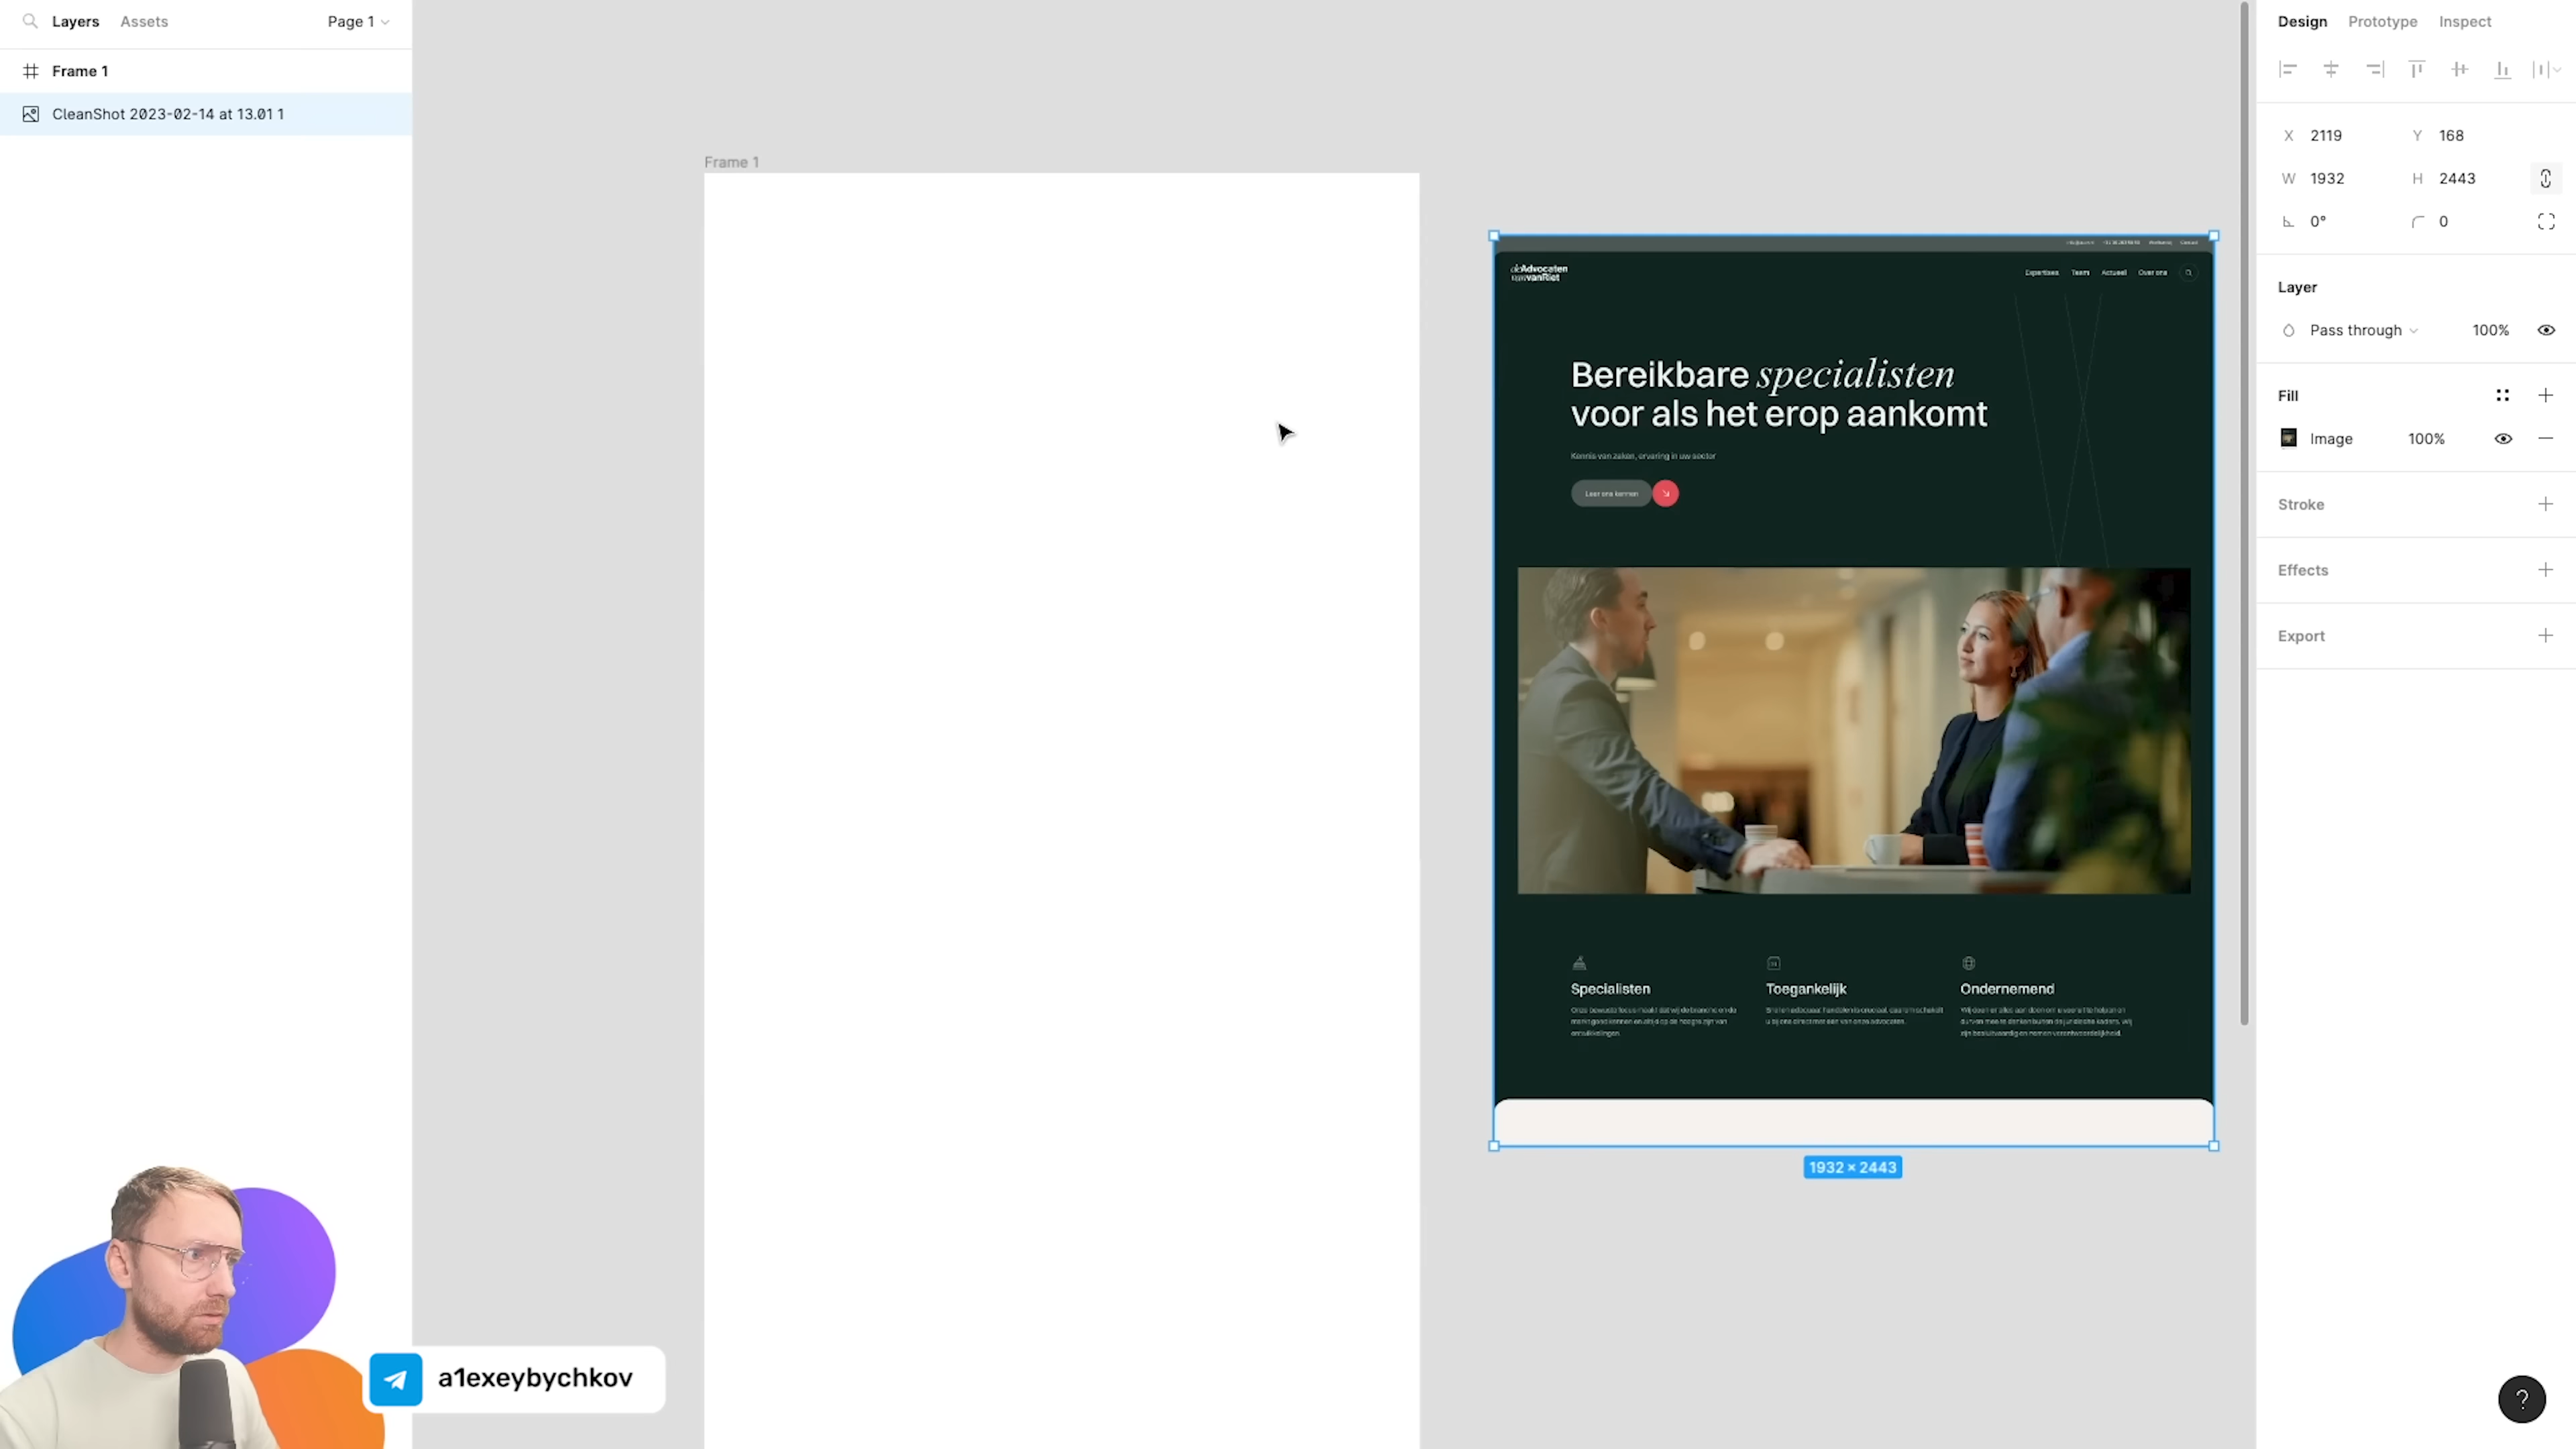 Layers Assets Page 1
Frame 1
CleanShot 2023-02-14 at 13.01 1
Frame 1
Contact
deAdvocaten
vanvanRiet
Expertises Team Actueel Over ons
Bereikbare specialisten
voor als het erop aankomt
Kennis van zaken, ervaring in uw sector
Leer ons kennen
Specialisten
Toegankelijk
Ondernemend
1932 × 2443
a1exeybychkov
Design Prototype Inspect
X 2119 Y 168
W 1932 H 2443
0° 0
Layer
Pass through 100%
Fill
Image 100%
Stroke
Effects
Export
?